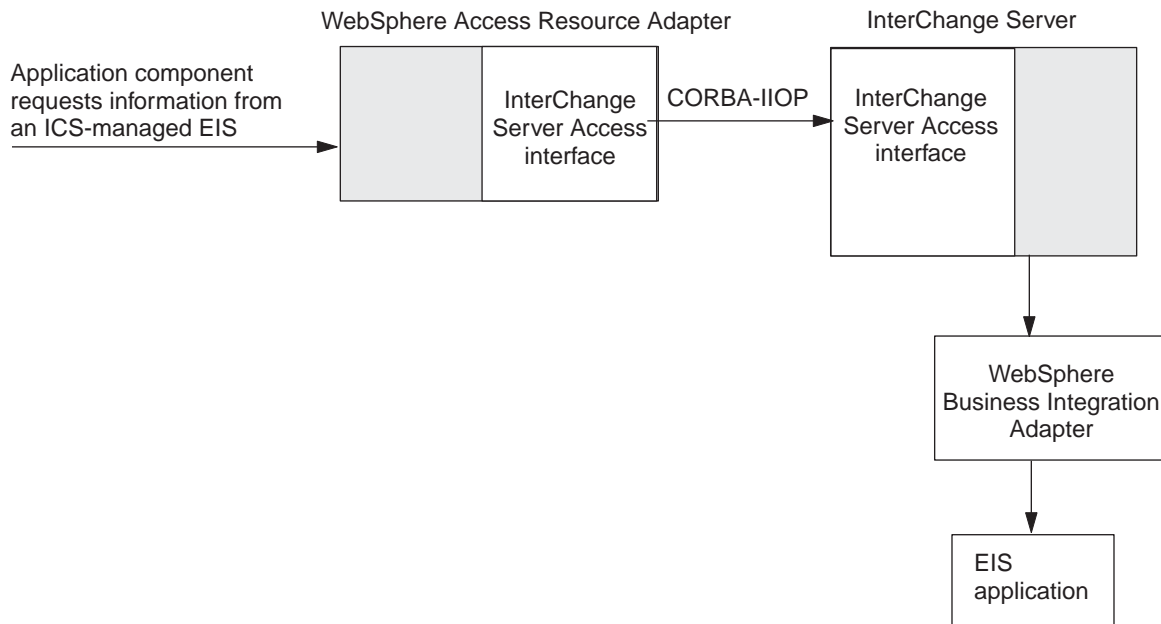 WebSphere Access Resource Adapter
InterChange Server
Application component
requests information from
an ICS-managed EIS
InterChange
Server Access
interface
CORBA-IIOP
InterChange
Server Access
interface
WebSphere
Business Integration
Adapter
EIS
application